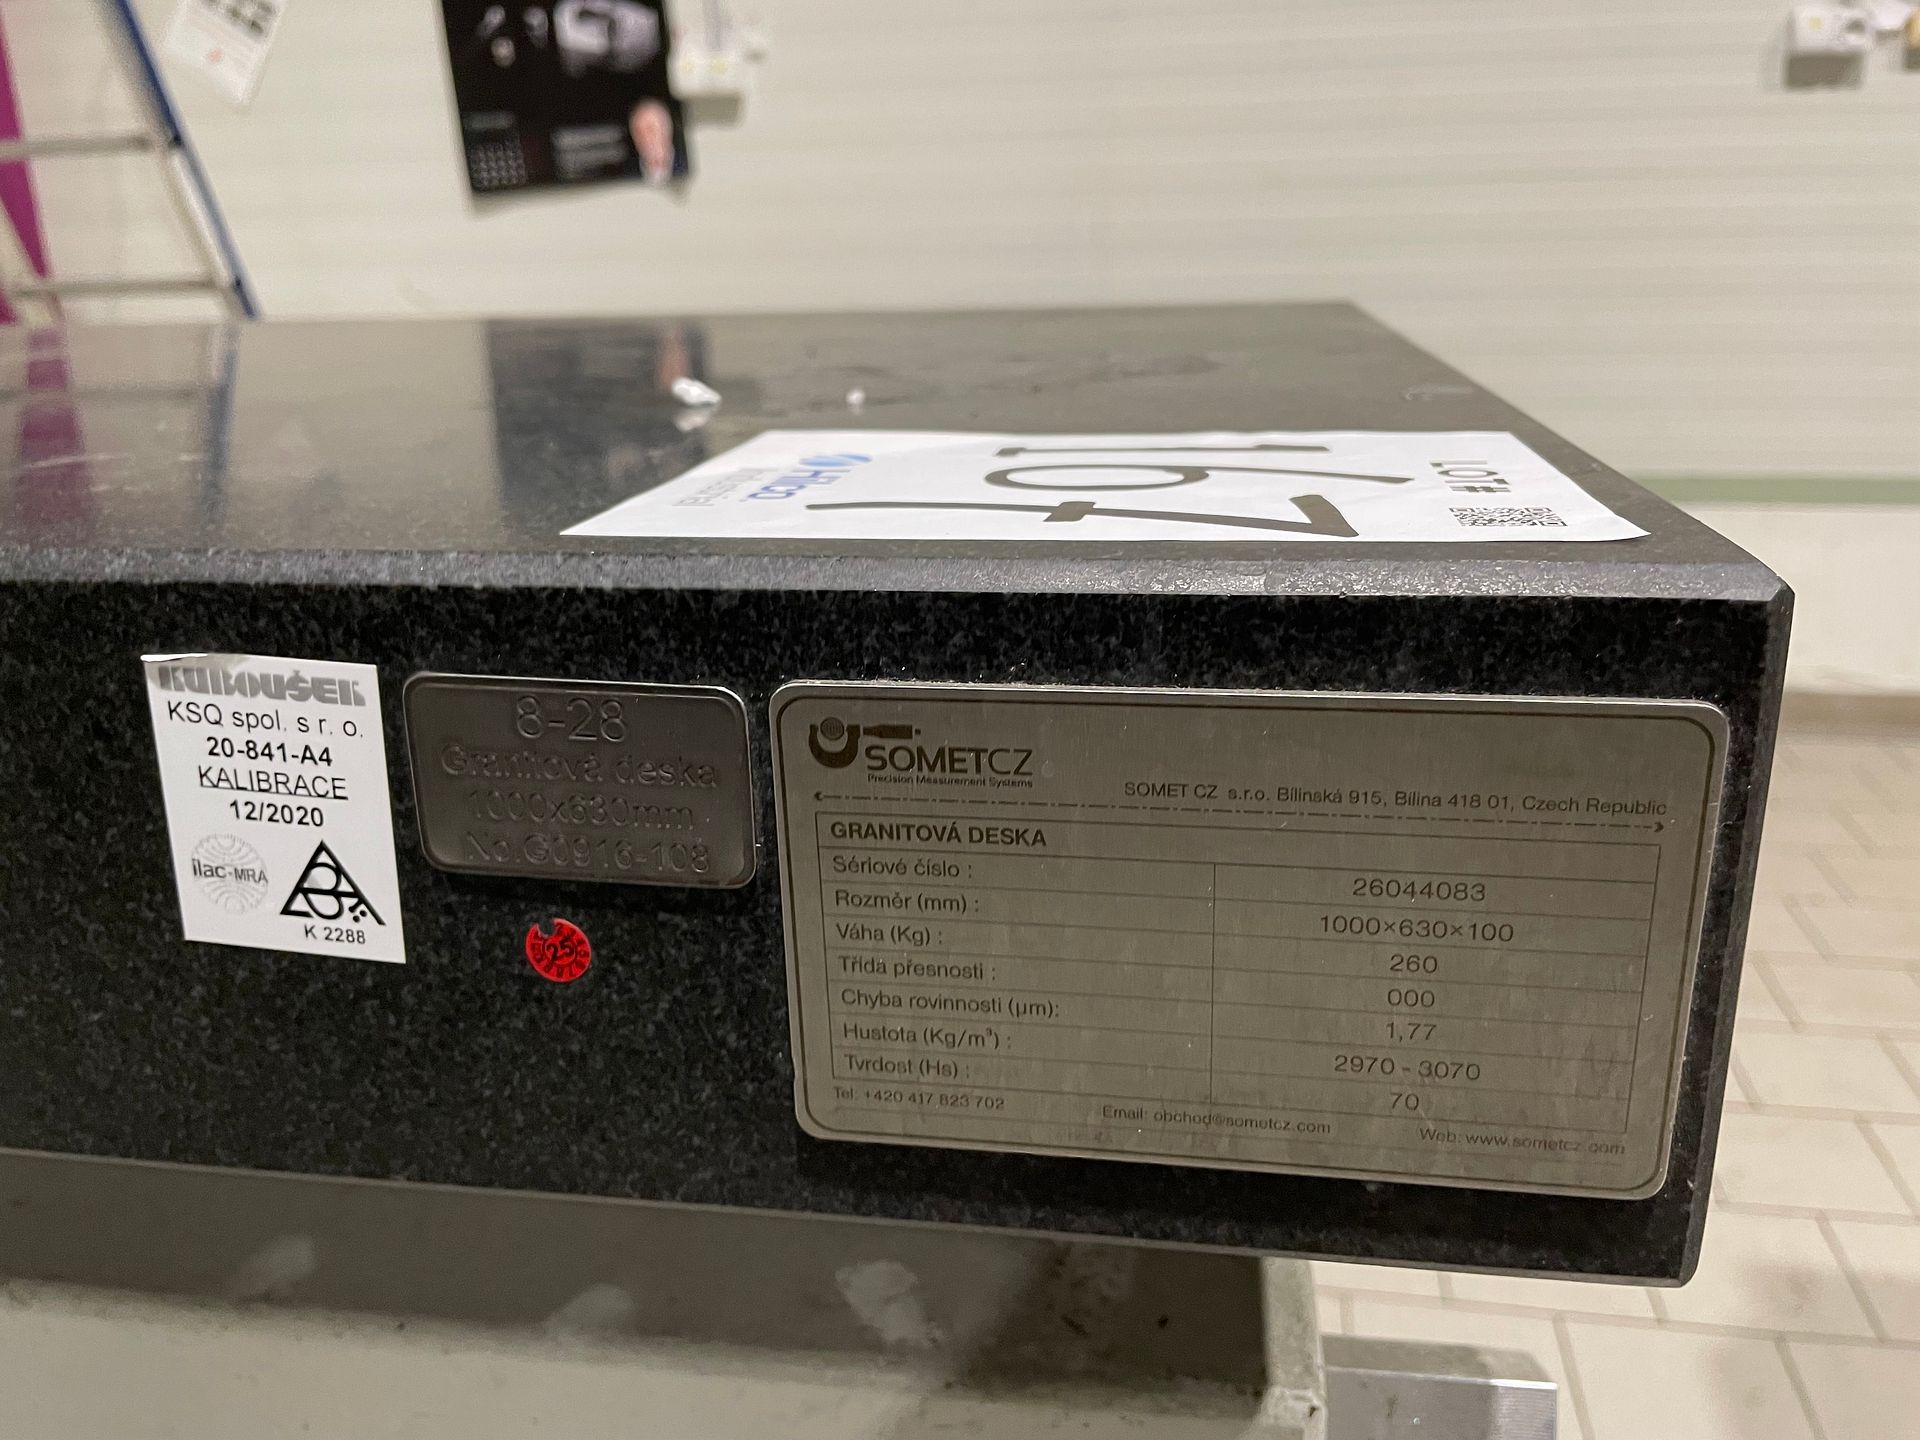 LOT#
167
Hilco
Industrial
KUBOUŠEK
KSQ spol. s r. o.
20-841-A4
KALIBRACE
12/2020
ilac-MRA
K 2288
8-28
Granitová deska
1000x630mm
No.G0916-108
25
SOMETCZ
Precision Measurement Systems
SOMET CZ s.r.o. Bílinská 915, Bílina 418 01, Czech Republic
GRANITOVÁ DESKA
Sériové číslo : 26044083
Rozměr (mm) : 1000×630×100
Váha (Kg) : 260
Třída přesnosti : 000
Chyba rovinnosti (μm): 1,77
Hustota (Kg/m³) : 2970 - 3070
Tvrdost (Hs) : 70
Tel: +420 417 823 702 Email: obchod@sometcz.com Web: www.sometcz.com